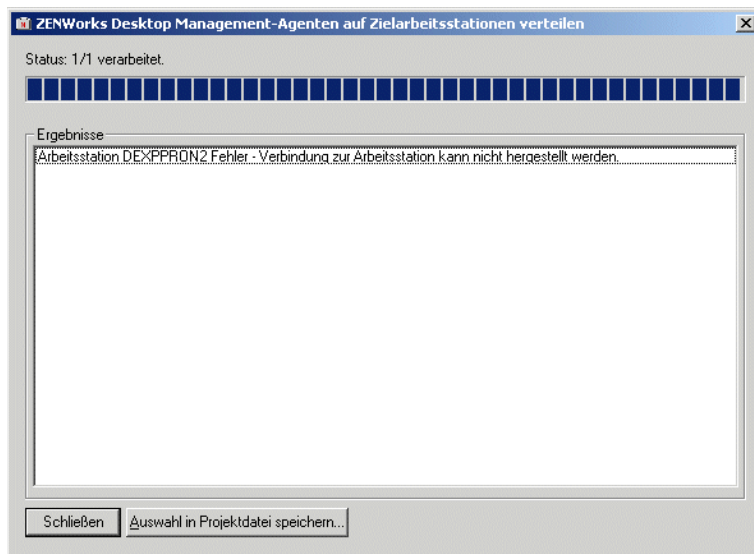 ZENWorks Desktop Management-Agenten auf Zielarbeitsstationen verteilen
Status: 1/1 verarbeitet.
Ergebnisse
Arbeitsstation DEXPPRON2 Fehler - Verbindung zur Arbeitsstation kann nicht hergestellt werden.
Schließen
Auswahl in Projektdatei speichern...